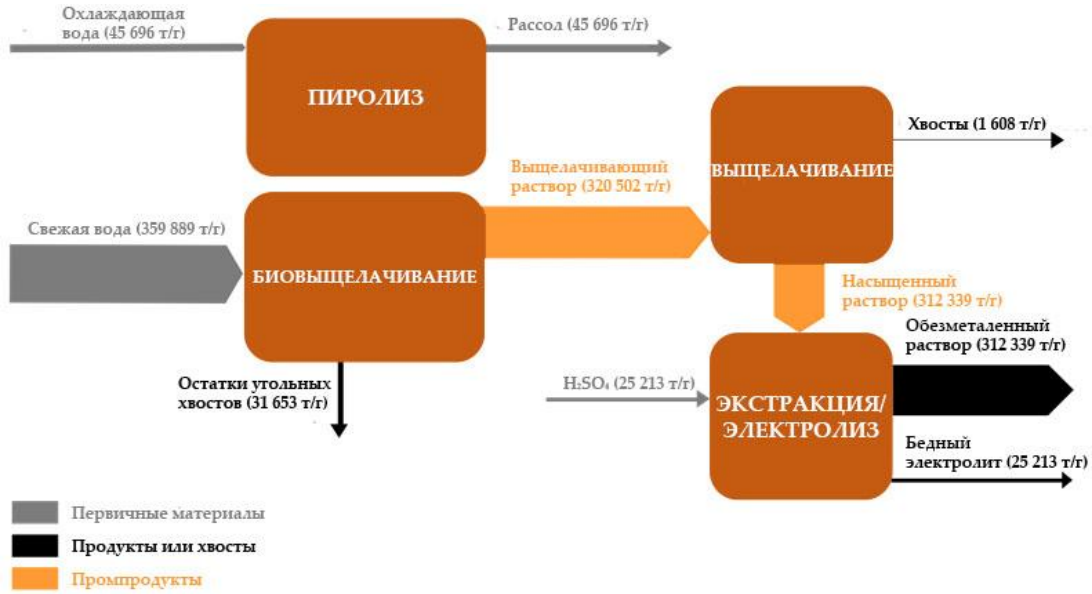 Охлаждающая
вода (45 696 т/г)
Рассол (45 696 т/г)
ПИРОЛИЗ
Хвосты (1 608 т/г)
Выщелачивающий
раствор (320 502 т/г)
ВЫЩЕЛАЧИВАНИЕ
Свежая вода (359 889 т/г)
БИОВЫЩЕЛАЧИВАНИЕ
Насыщенный
раствор (312 339 т/г)
Обезметаленный
раствор (312 339 т/г)
Остатки угольных
хвостов (31 653 т/г)
H₂SO₄ (25 213 т/г)
ЭКСТРАКЦИЯ/
ЭЛЕКТРОЛИЗ
Бедный
электролит (25 213 т/г)
Первичные материалы
Продукты или хвосты
Промпродукты